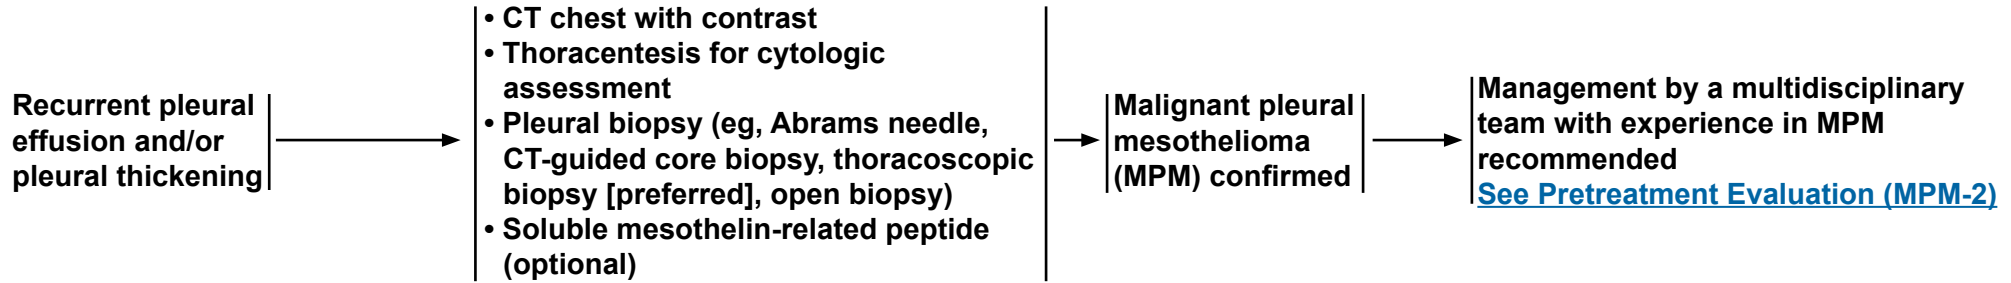 Recurrent pleural
effusion and/or
pleural thickening
• CT chest with contrast
• Thoracentesis for cytologic
assessment
• Pleural biopsy (eg, Abrams needle,
CT-guided core biopsy, thoracoscopic
biopsy [preferred], open biopsy)
• Soluble mesothelin-related peptide
(optional)
Malignant pleural
mesothelioma
(MPM) confirmed
Management by a multidisciplinary
team with experience in MPM
recommended
See Pretreatment Evaluation (MPM-2)